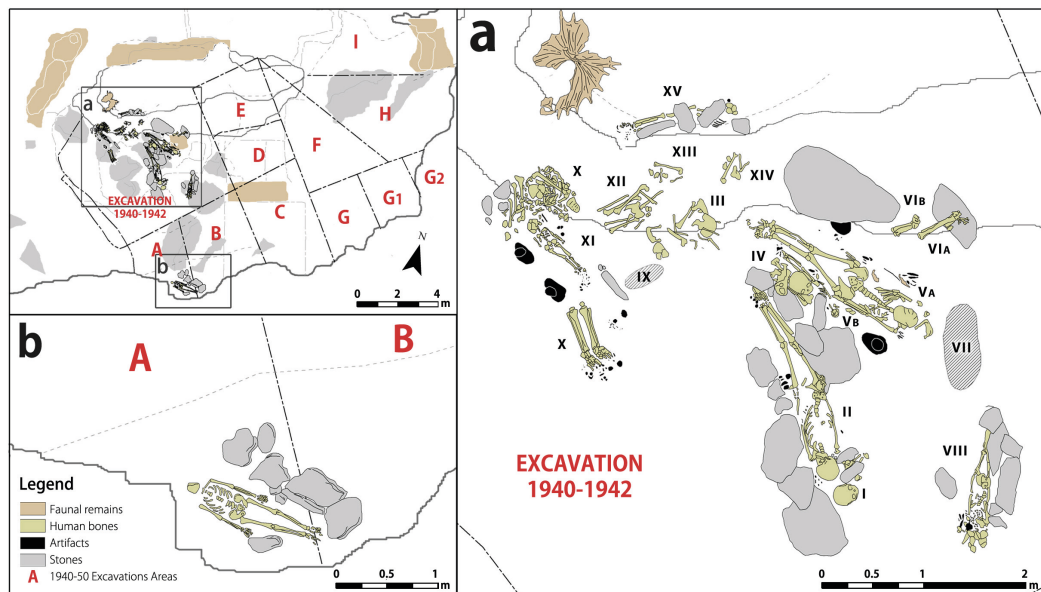 a
I
E
H
F
D
G2
EXCAVATION
1940-1942
C
G1
B
G
A
N
b
0 2 4
m
b
A
B
Legend
Faunal remains
Human bones
Artifacts
Stones
A 1940-50 Excavations Areas
0 0.5 1
m
a
XV
XIII
X
XII
XIV
III
VIB
XI
VIA
IV
IX
VA
VB
X
VII
II
VIII
EXCAVATION
1940-1942
I
0 0.5 1 2
m